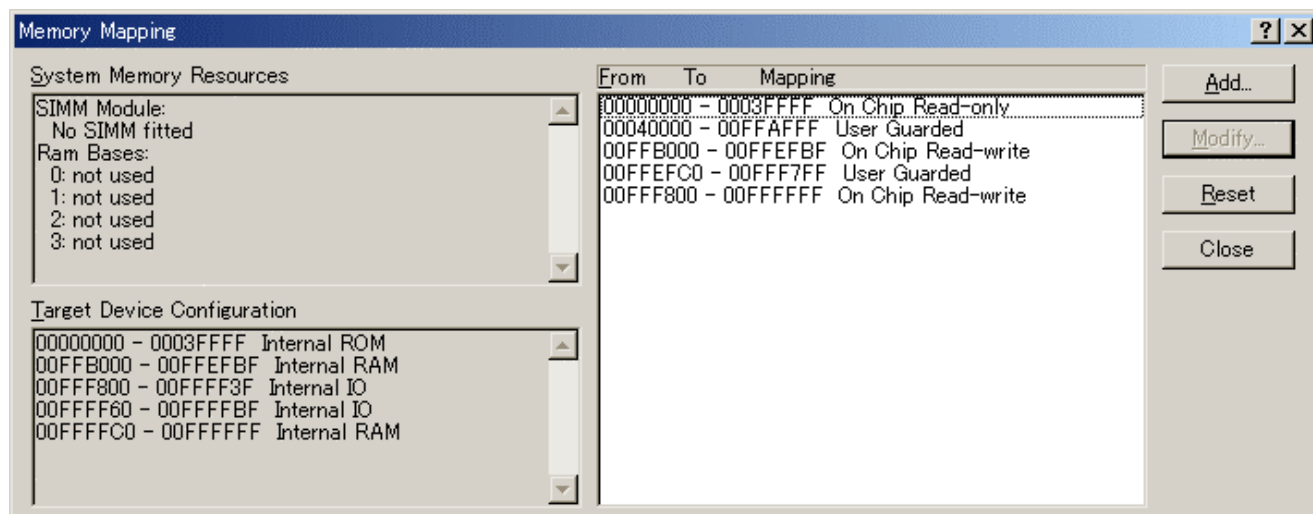 Memory Mapping
System Memory Resources
SIMM Module:
No SIMM fitted
Ram Bases:
0: not used
1: not used
2: not used
3: not used
Target Device Configuration
00000000 - 0003FFFF Internal ROM
00FFB000 - 00FFEFBF Internal RAM
00FFF800 - 00FFFF3F Internal IO
00FFFF60 - 00FFFFBF Internal IO
00FFFFC0 - 00FFFFFF Internal RAM
From To Mapping
00000000 - 0003FFFF On Chip Read-only
00040000 - 00FFAFFF User Guarded
00FFB000 - 00FFEFBF On Chip Read-write
00FFEFC0 - 00FFF7FF User Guarded
00FFF800 - 00FFFFFF On Chip Read-write
Add...
Modify...
Reset
Close